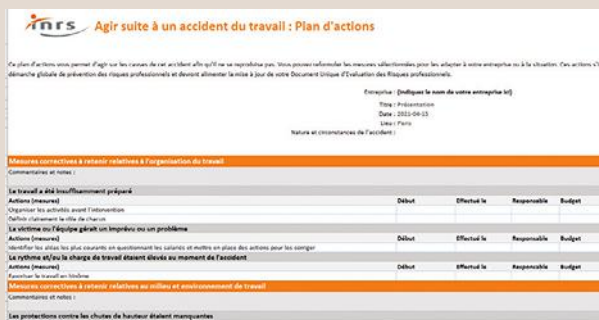 inrs
Agir suite à un accident du travail : Plan d'actions
Ce plan d'actions vous permet d'agir sur les causes de cet accident afin qu'il ne se reproduise pas. Vous pouvez reformuler les mesures sélectionnées pour les adapter à votre entreprise ou à la situation. Ces actions s'
démarche globale de prévention des risques professionnels et devront alimenter la mise à jour de votre Document Unique d'Evaluation des Risques professionnels.
Entreprise : (Indiquez le nom de votre entreprise ici)
Titre : Présentation
Date : 2021-04-15
Lieu : Paris
Nature et circonstances de l'accident :
Mesures correctives à retenir relatives à l'organisation du travail
Commentaires et notes :
Le travail a été insuffisamment préparé
Actions (mesures) Début Effectué le Responsable Budget
Organiser les activités avant l'intervention
Définir clairement le rôle de chacun
La victime ou l'équipe gérait un imprévu ou un problème
Actions (mesures) Début Effectué le Responsable Budget
Identifier les aléas les plus courants en questionnant les salariés et mettre en place des actions pour les corriger
Le rythme et/ou la charge de travail étaient élevés au moment de l'accident
Actions (mesures) Début Effectué le Responsable Budget
Favoriser le travail en binôme
Mesures correctives à retenir relatives au milieu et environnement de travail
Commentaires et notes :
Les protections contre les chutes de hauteur étaient manquantes